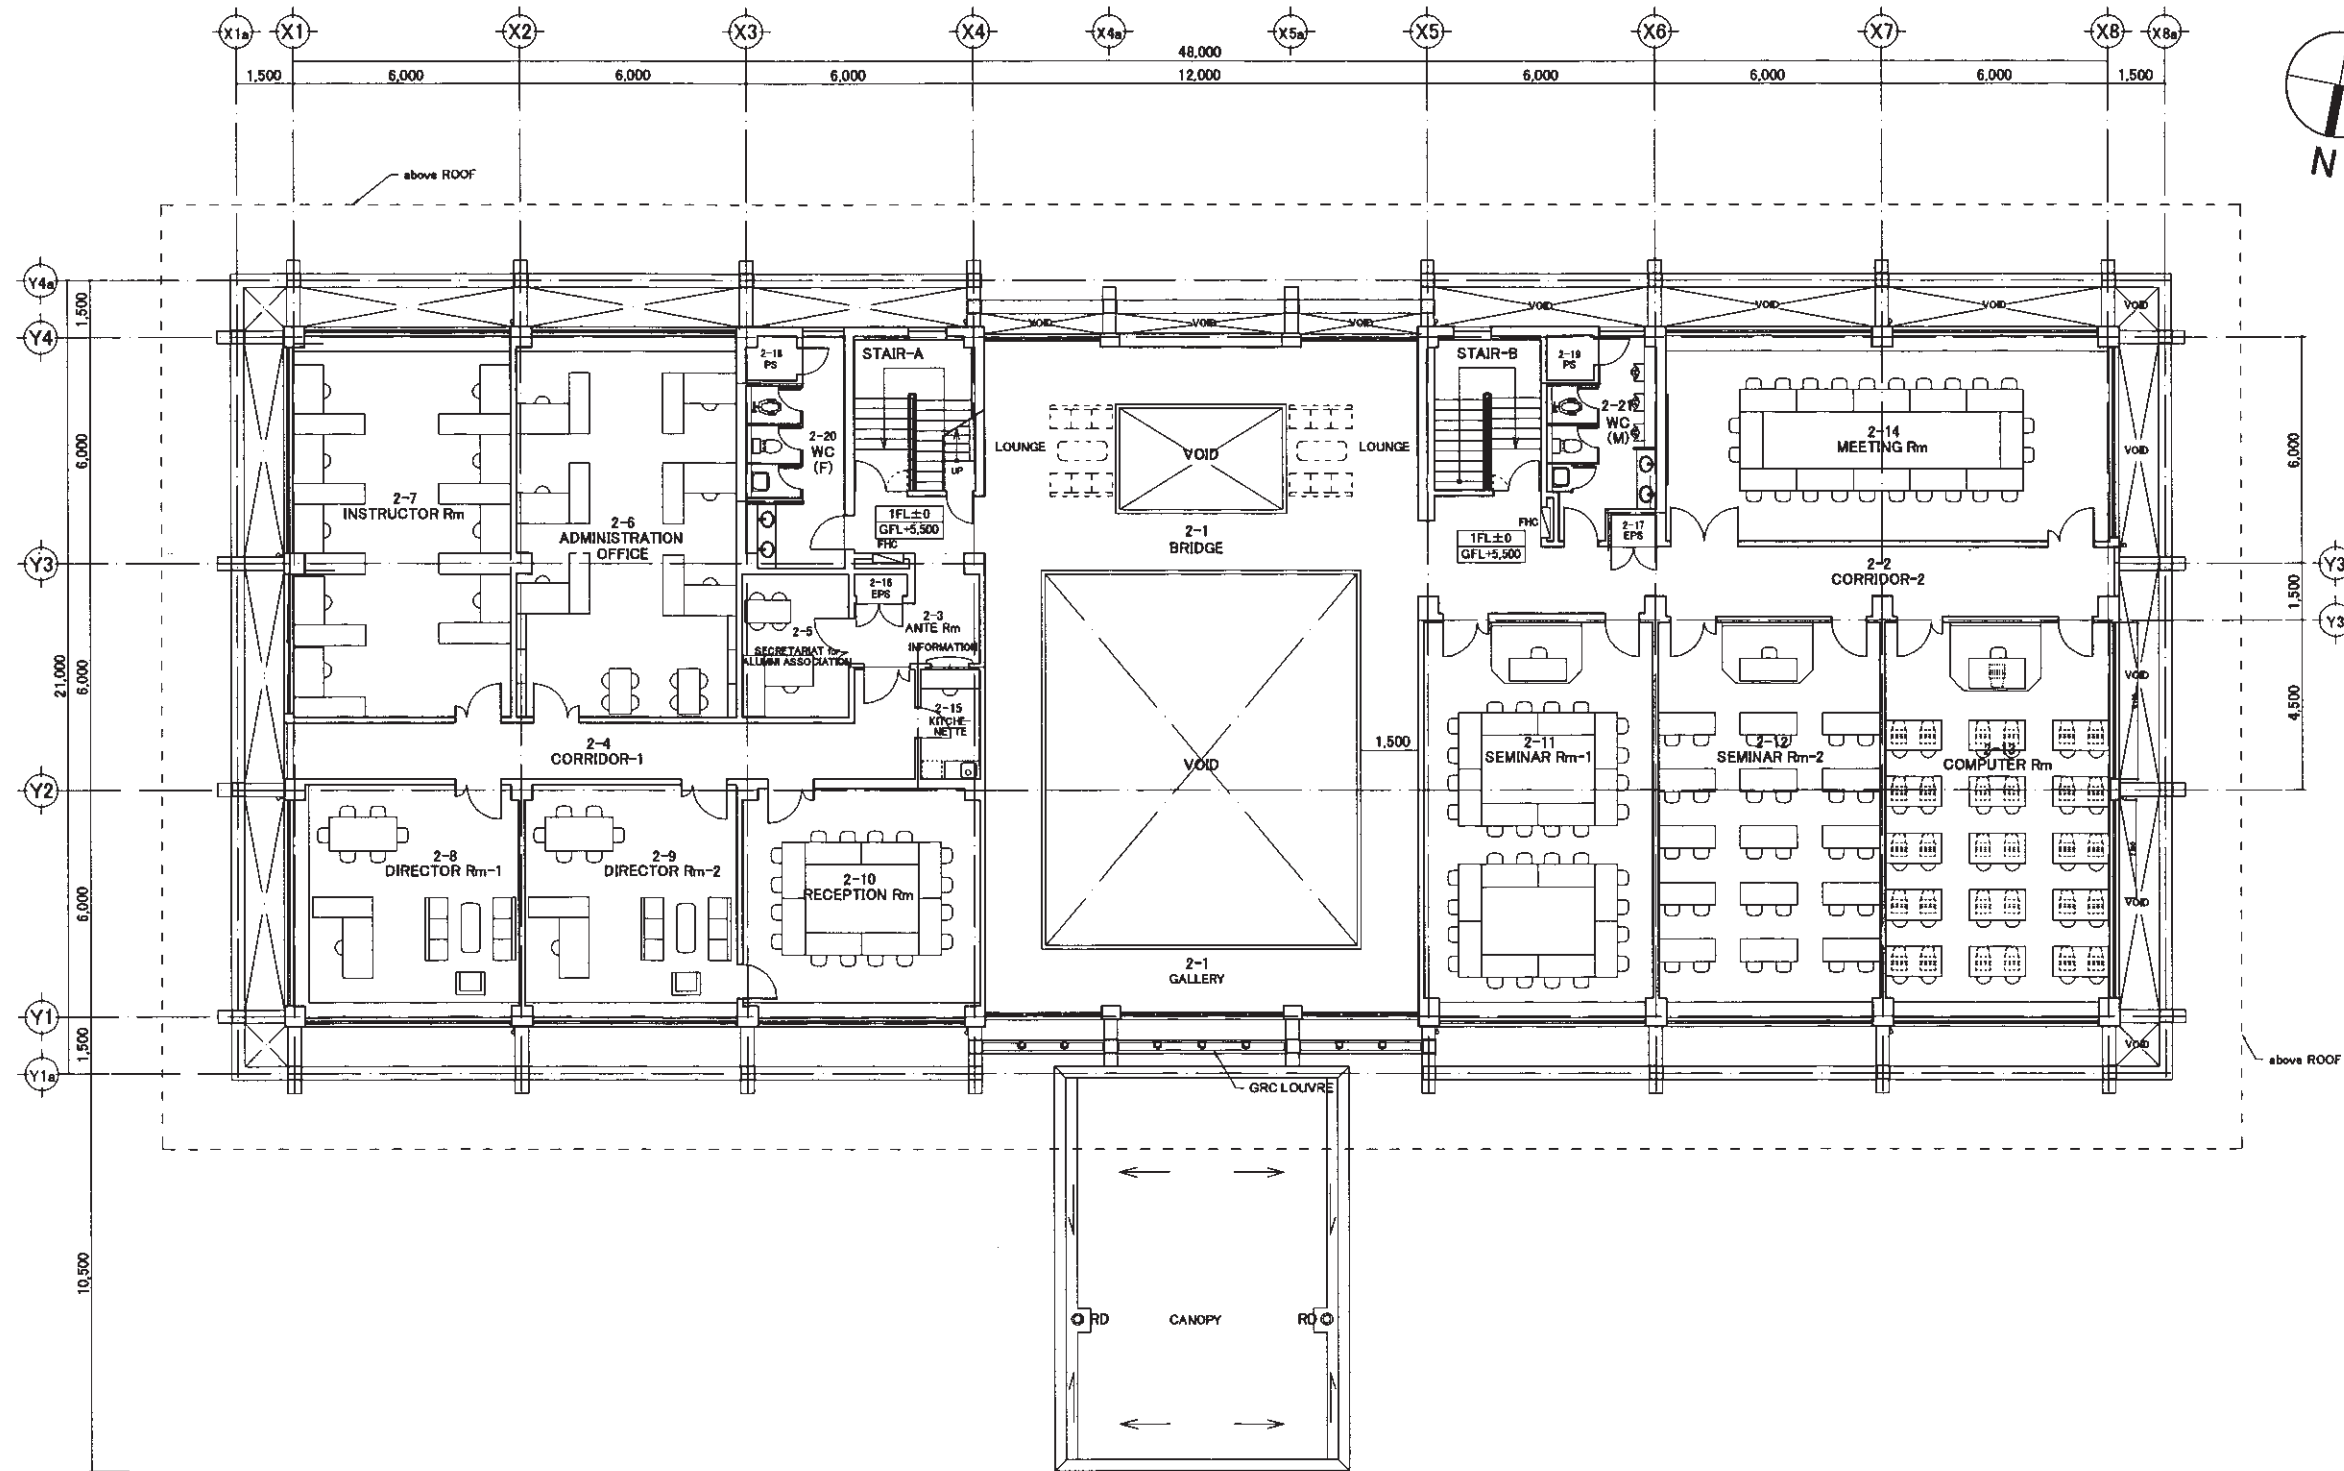 X1a X1 X2 X3 X4 X4a X5a X5 X6 X7 X8 X8a
48,000
1,500 6,000 6,000 6,000 12,000 6,000 6,000 6,000 1,500
N
above ROOF
Y4a
1,500
Y4
6,000
Y3
21,000
6,000
Y2
6,000
Y1
1,500
Y1a
10,500
VOID VOID VOID VOID VOID VOID VOID
2-7
INSTRUCTOR Rm
2-6
ADMINISTRATION
OFFICE
2-18
PS
2-20
WC
(F)
STAIR-A
UP
1FL±0
GFL+5,500
FHC
2-16
EPS
2-3
ANTE Rm
INFORMATION
2-5
SECRETARIAT for
ALUMNI ASSOCIATION
2-15
KITCHE-
NETTE
2-4
CORRIDOR-1
2-8
DIRECTOR Rm-1
2-9
DIRECTOR Rm-2
2-10
RECEPTION Rm
LOUNGE
VOID
LOUNGE
2-1
BRIDGE
VOID
1,500
2-1
GALLERY
GRC LOUVRE
STAIR-B
2-19
PS
2-21
WC
(M)
FHC
1FL±0
GFL+5,500
2-17
EPS
2-14
MEETING Rm
2-2
CORRIDOR-2
2-11
SEMINAR Rm-1
2-12
SEMINAR Rm-2
2-13
COMPUTER Rm
VOID
VOID
VOID
VOID
6,000
Y3
1,500
Y3
4,500
above ROOF
RD
CANOPY
RD